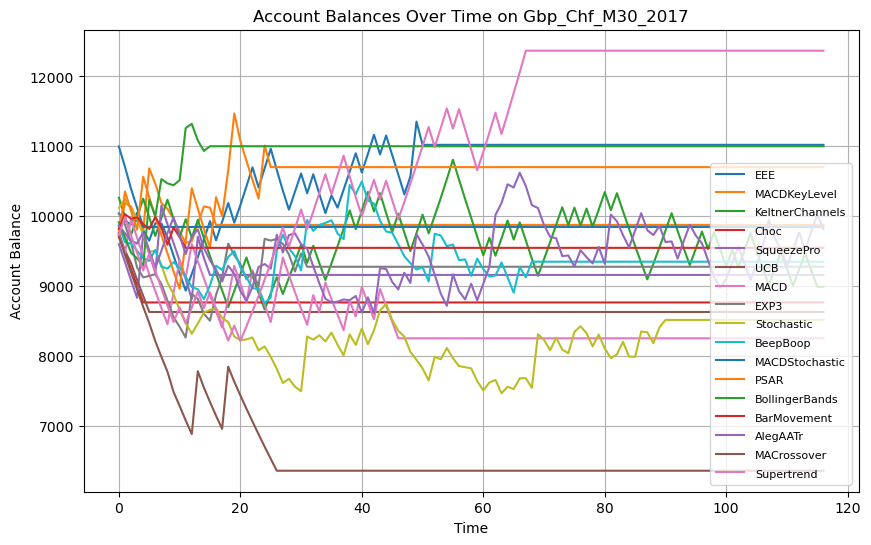 Account Balances Over Time on Gbp_Chf_M30_2017
Account Balance
12000
11000
10000
9000
8000
7000
0
20
40
60
80
100
120
Time
EEE
MACDKeyLevel
KeltnerChannels
Choc
SqueezePro
UCB
MACD
EXP3
Stochastic
BeepBoop
MACDStochastic
PSAR
BollingerBands
BarMovement
AlegAATr
MACrossover
Supertrend